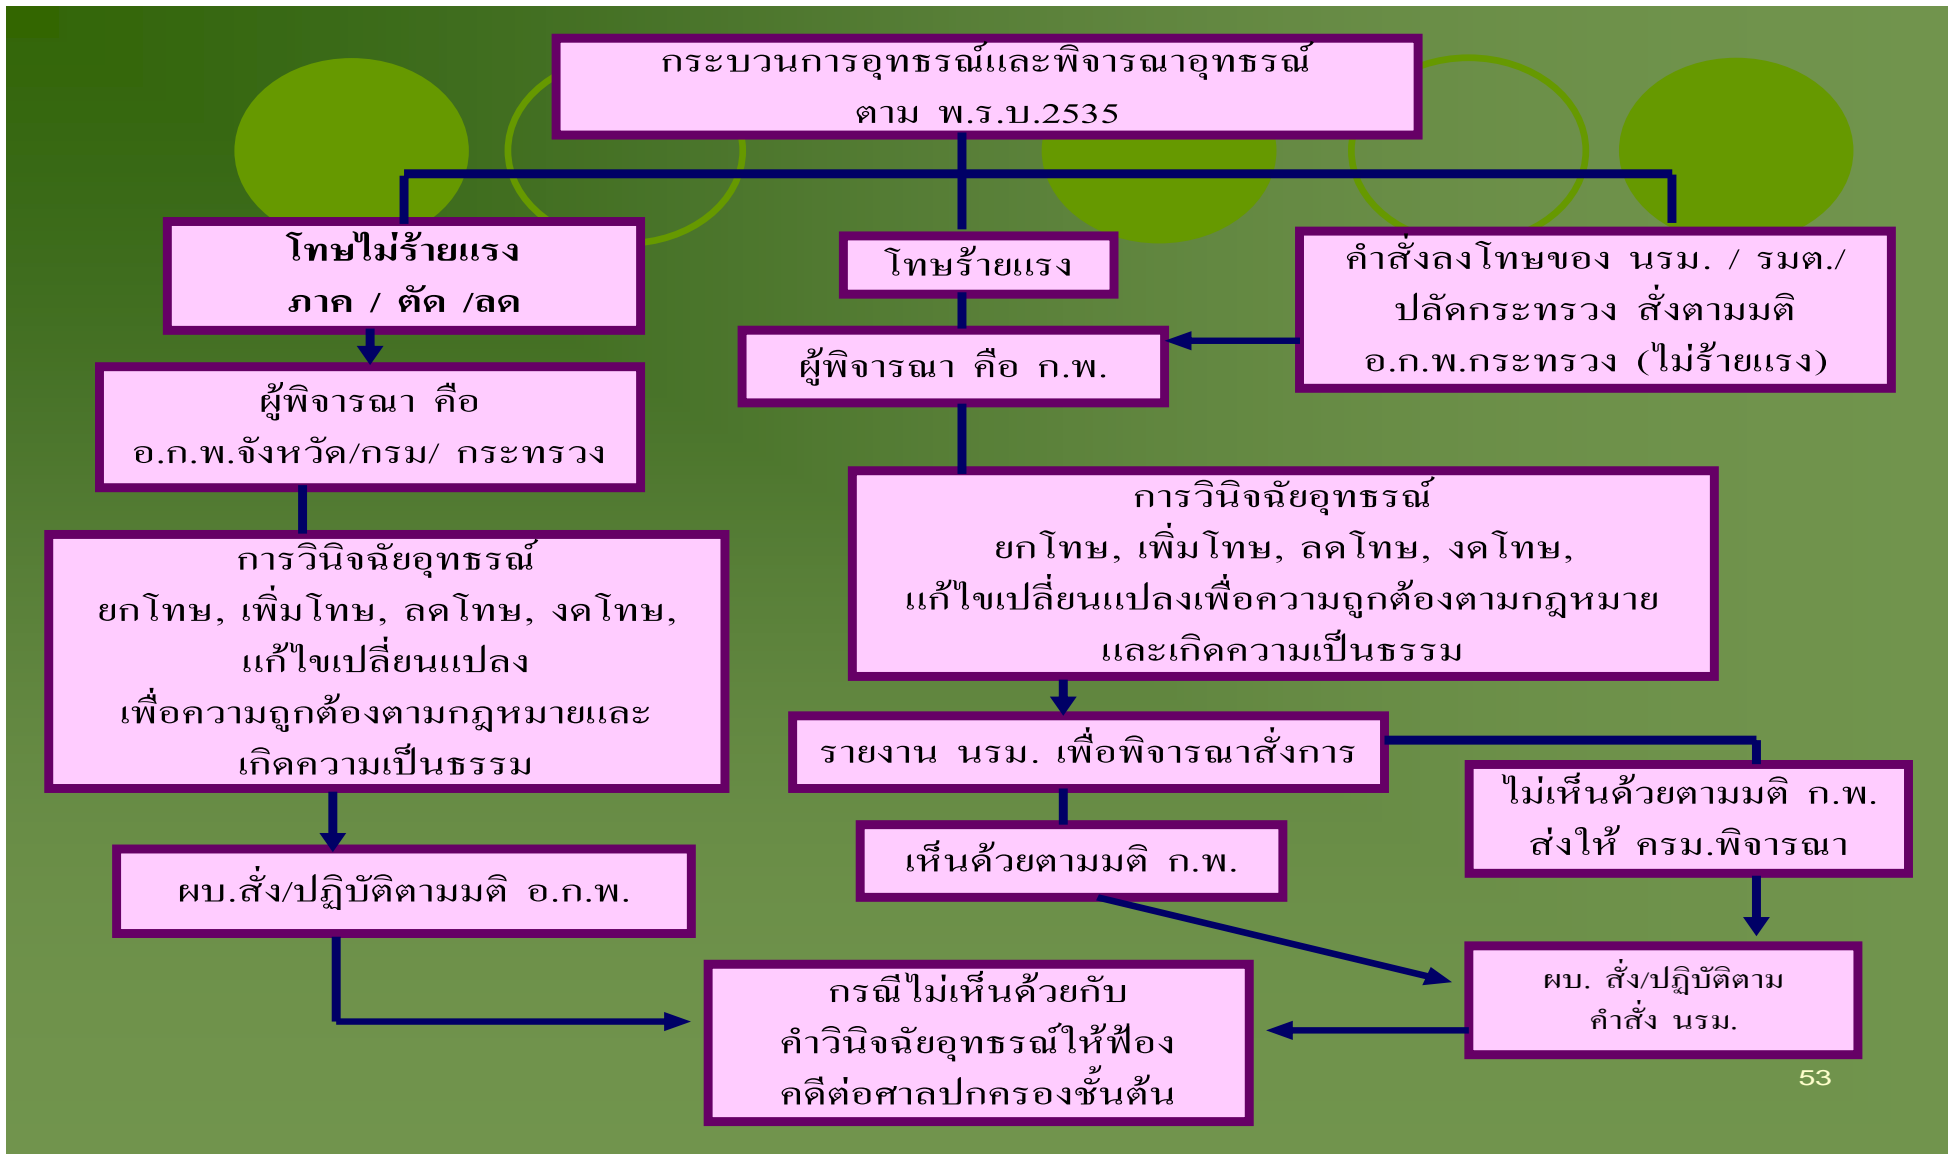 กระบวนการอุทธรณ์และพิจารณาอุทธรณ์
ตาม พ.ร.บ.2535
โทษไม่ร้ายแรง
ภาค / ตัด /ลด
ผู้พิจารณา คือ
อ.ก.พ.จังหวัด/กรม/ กระทรวง
การวินิจฉัยอุทธรณ์
ยกโทษ, เพิ่มโทษ, ลดโทษ, งดโทษ,
แก้ไขเปลี่ยนแปลง
เพื่อความถูกต้องตามกฎหมายและ
เกิดความเป็นธรรม
ผบ.สั่ง/ปฏิบัติตามมติ อ.ก.พ.
โทษร้ายแรง
ผู้พิจารณา คือ ก.พ.
คำสั่งลงโทษของ นรม. / รมต./
ปลัดกระทรวง สั่งตามมติ
อ.ก.พ.กระทรวง (ไม่ร้ายแรง)
การวินิจฉัยอุทธรณ์
ยกโทษ, เพิ่มโทษ, ลดโทษ, งดโทษ,
แก้ไขเปลี่ยนแปลงเพื่อความถูกต้องตามกฎหมาย
และเกิดความเป็นธรรม
รายงาน นรม. เพื่อพิจารณาสั่งการ
เห็นด้วยตามมติ ก.พ.
ไม่เห็นด้วยตามมติ ก.พ.
ส่งให้ ครม.พิจารณา
ผบ. สั่ง/ปฏิบัติตาม
คำสั่ง นรม.
กรณีไม่เห็นด้วยกับ
คำวินิจฉัยอุทธรณ์ให้ฟ้อง
คดีต่อศาลปกครองชั้นต้น
53